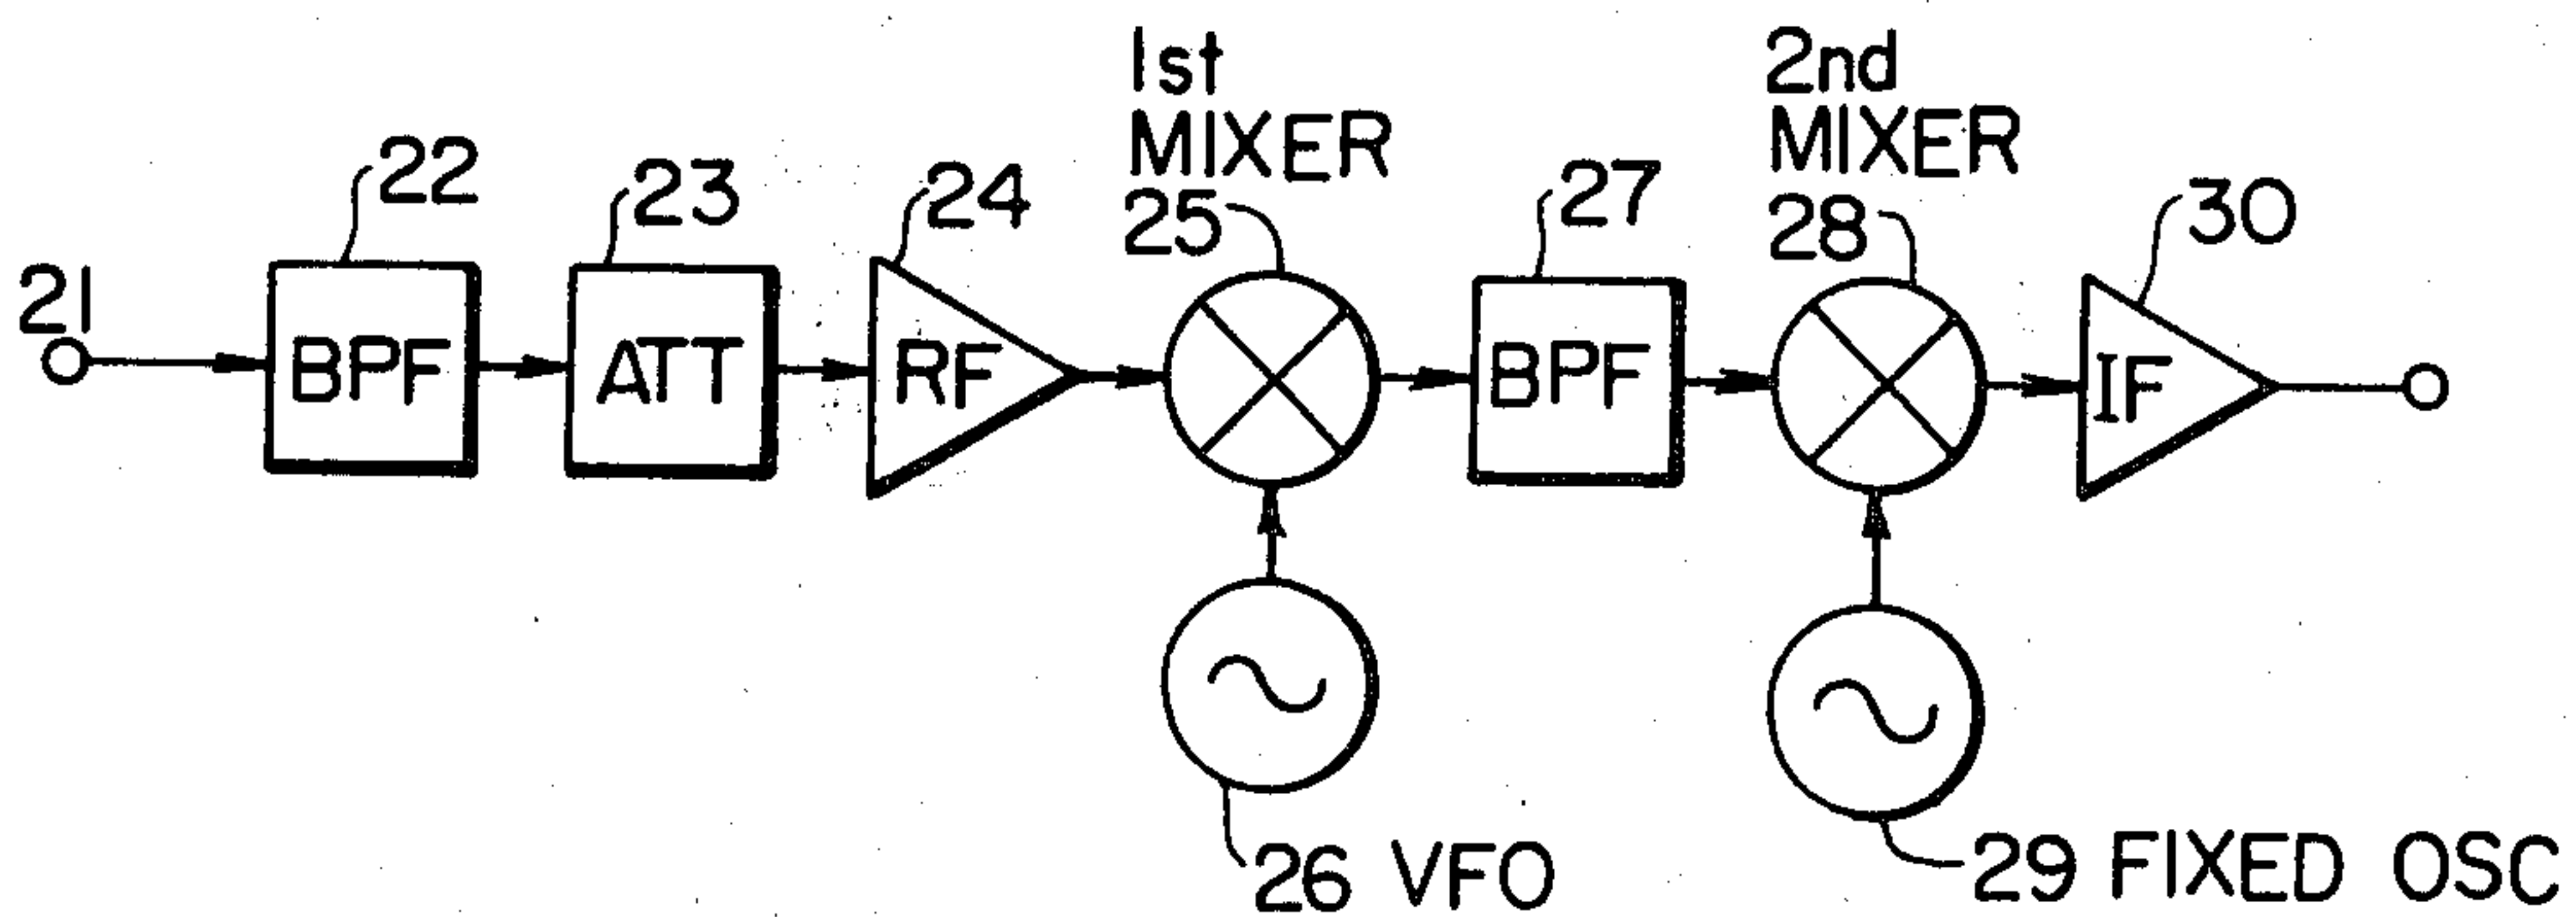 1st
MIXER
25
2nd
MIXER
28
22
23
24
27
30
21
BPF
ATT
RF
BPF
IF
26 VFO
29 FIXED OSC